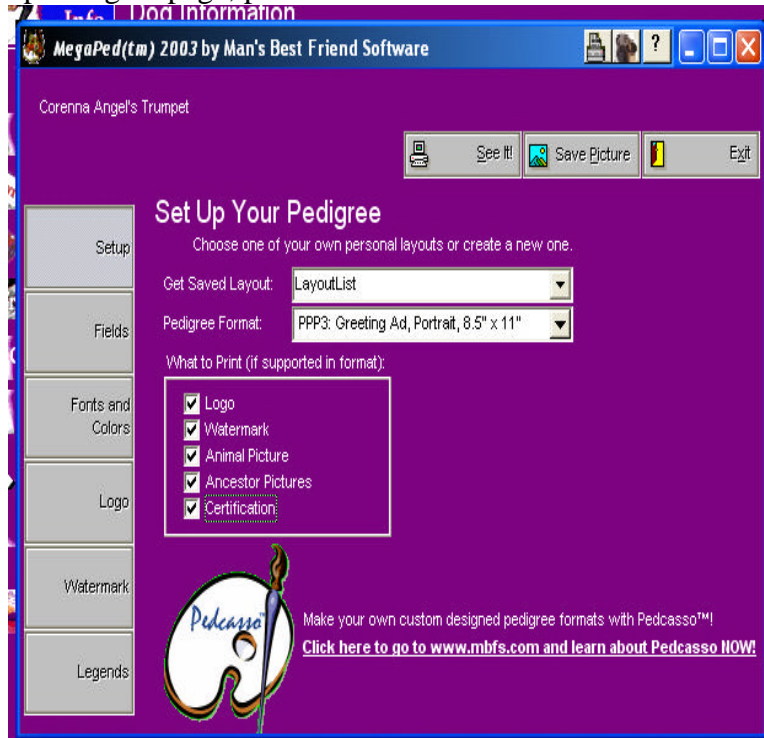 Info Dog Information
MegaPed(tm) 2003 by Man's Best Friend Software
?
Corenna Angel's Trumpet
See It!
Save Picture
Exit
Set Up Your Pedigree
Choose one of your own personal layouts or create a new one.
Setup
Get Saved Layout: LayoutList
Fields
Pedigree Format: PPP3: Greeting Ad, Portrait, 8.5" x 11"
What to Print (if supported in format):
Fonts and
Colors
Logo
Watermark
Animal Picture
Ancestor Pictures
Certification
Logo
Watermark
Legends
Pedcasso
Make your own custom designed pedigree formats with Pedcasso™!
Click here to go to www.mbfs.com and learn about Pedcasso NOW!